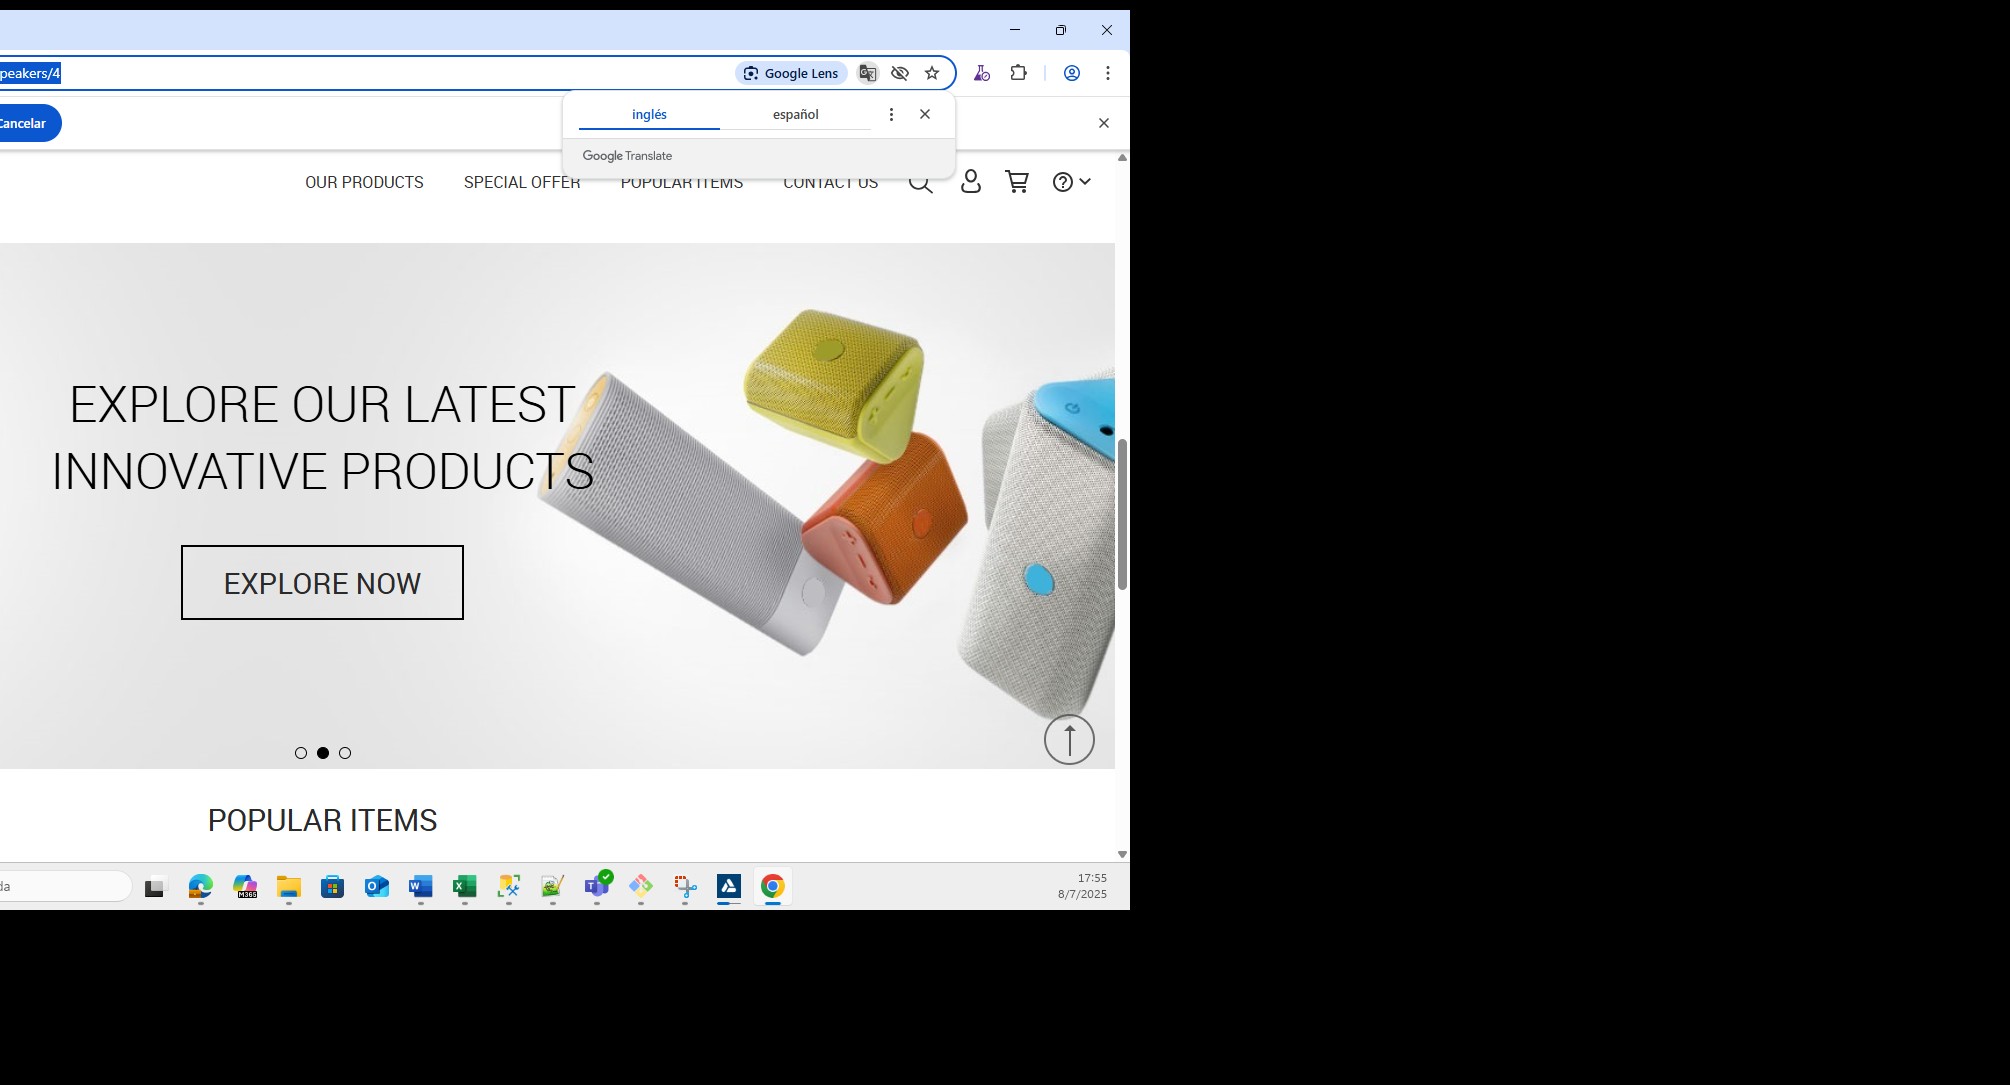 peakers/4
Google Lens
Cancelar
inglés
español
Google Translate
OUR PRODUCTS
SPECIAL OFFER
POPULAR ITEMS
CONTACT US
EXPLORE OUR LATEST
INNOVATIVE PRODUCTS
EXPLORE NOW
POPULAR ITEMS
da
M365
17:55
8/7/2025